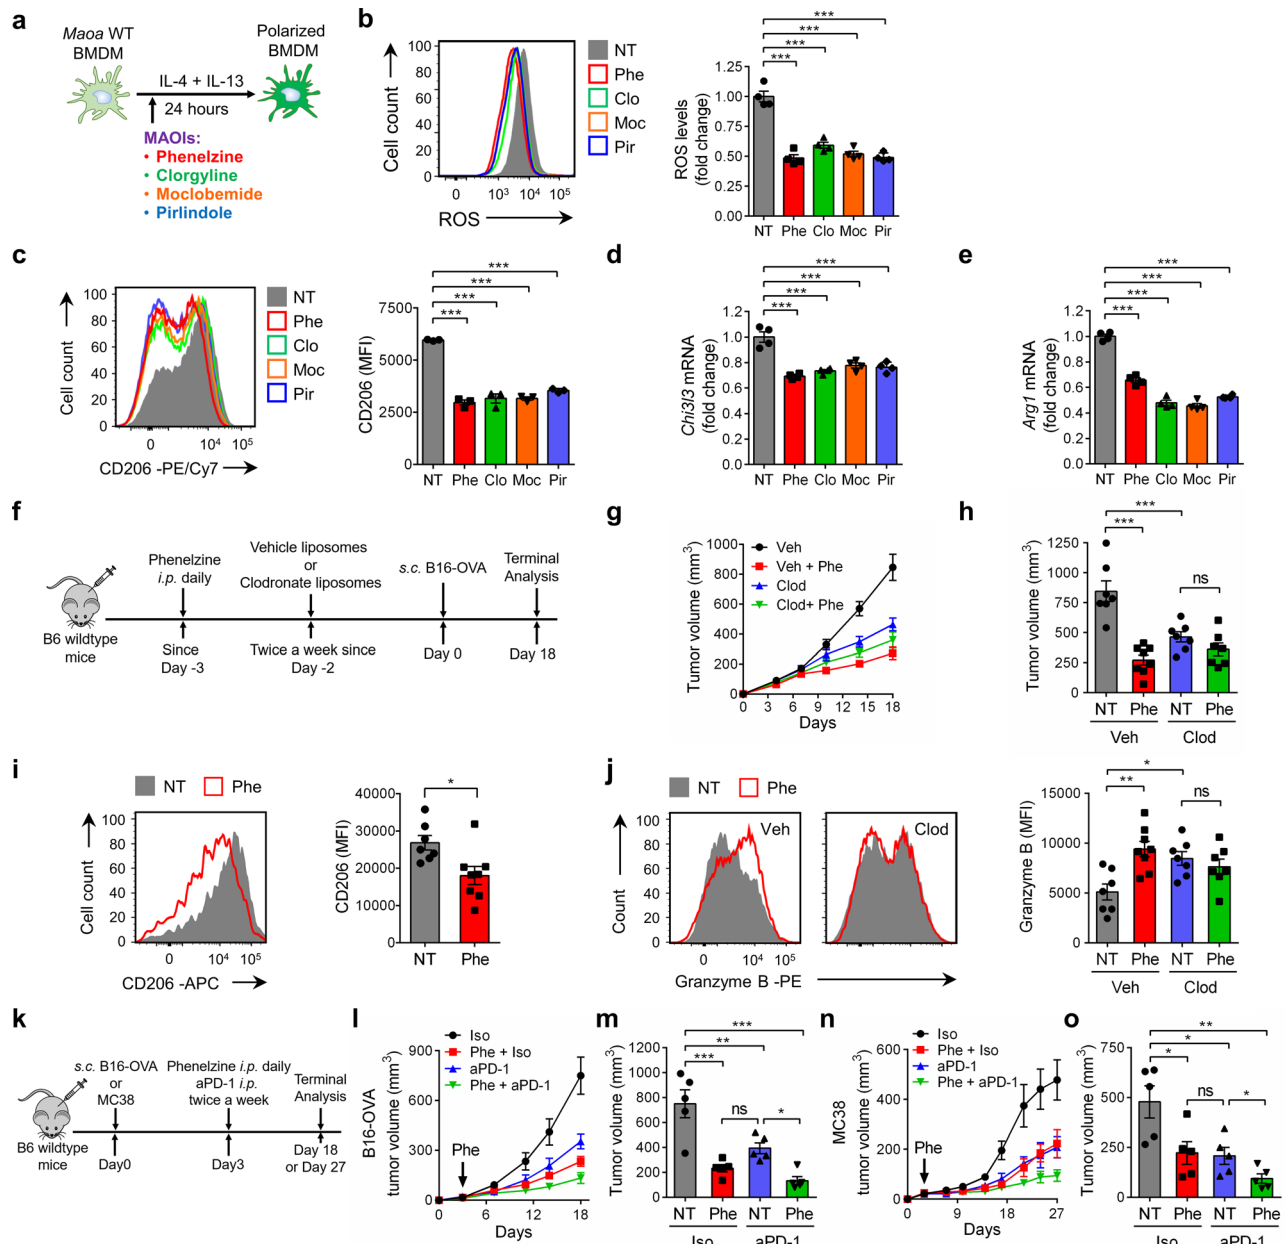 a
Maoa WT
BMDM
Polarized
BMDM
IL-4 + IL-13
24 hours
MAOIs:
• Phenelzine
• Clorgyline
• Moclobemide
• Pirlindole
b
Cell count
100
80
60
40
20
0
0 10³ 10⁴ 10⁵
ROS
NT
Phe
Clo
Moc
Pir
ROS levels
(fold change)
1.25
1.00
0.75
0.50
0.25
0.00
***
***
***
***
NT Phe Clo Moc Pir
c
Cell count
100
80
60
40
20
0
0 10⁴ 10⁵
CD206 -PE/Cy7
NT
Phe
Clo
Moc
Pir
CD206 (MFI)
7500
5000
2500
0
***
***
***
***
NT Phe Clo Moc Pir
d
Chi3l3 mRNA
(fold change)
1.2
1.0
0.8
0.6
0.4
0.2
0.0
***
***
***
***
NT Phe Clo Moc Pir
e
Arg1 mRNA
(fold change)
1.2
1.0
0.8
0.6
0.4
0.2
0.0
***
***
***
***
NT Phe Clo Moc Pir
f
B6 wildtype
mice
Phenelzine
i.p. daily
Since
Day -3
Vehicle liposomes
or
Clodronate liposomes
Twice a week since
Day -2
s.c. B16-OVA
Day 0
Terminal
Analysis
Day 18
g
Tumor volume (mm³)
1000
800
600
400
200
0
Veh
Veh + Phe
Clod
Clod+ Phe
0 3 6 9 12 15 18
Days
h
Tumor volume (mm³)
1250
1000
750
500
250
0
***
***
ns
NT Phe NT Phe
Veh Clod
i
NT Phe
Cell count
100
80
60
40
20
0
0 10⁴ 10⁵
CD206 -APC
CD206 (MFI)
40000
30000
20000
10000
0
*
NT Phe
j
NT Phe
Count
100
80
60
40
20
0
Veh
Clod
0 10⁴ 10⁵
Granzyme B -PE
Granzyme B (MFI)
15000
10000
5000
0
*
**
ns
NT Phe NT Phe
Veh Clod
k
B6 wildtype
mice
s.c. B16-OVA
or
MC38
Day0
Phenelzine i.p. daily
aPD-1 i.p.
twice a week
Day3
Terminal
Analysis
Day 18
or Day 27
l
B16-OVA
tumor volume (mm³)
900
600
300
0
Iso
Phe + Iso
aPD-1
Phe + aPD-1
Phe
0 6 12 18
Days
m
Tumor volume (mm³)
1200
1000
800
600
400
200
0
***
**
***
ns
*
NT Phe NT Phe
Iso aPD-1
n
MC38
tumor volume (mm³)
600
400
200
0
Iso
Phe + Iso
aPD-1
Phe + aPD-1
Phe
0 9 18 27
Days
o
Tumor volume (mm³)
750
500
250
0
**
*
*
ns
*
NT Phe NT Phe
Iso aPD-1